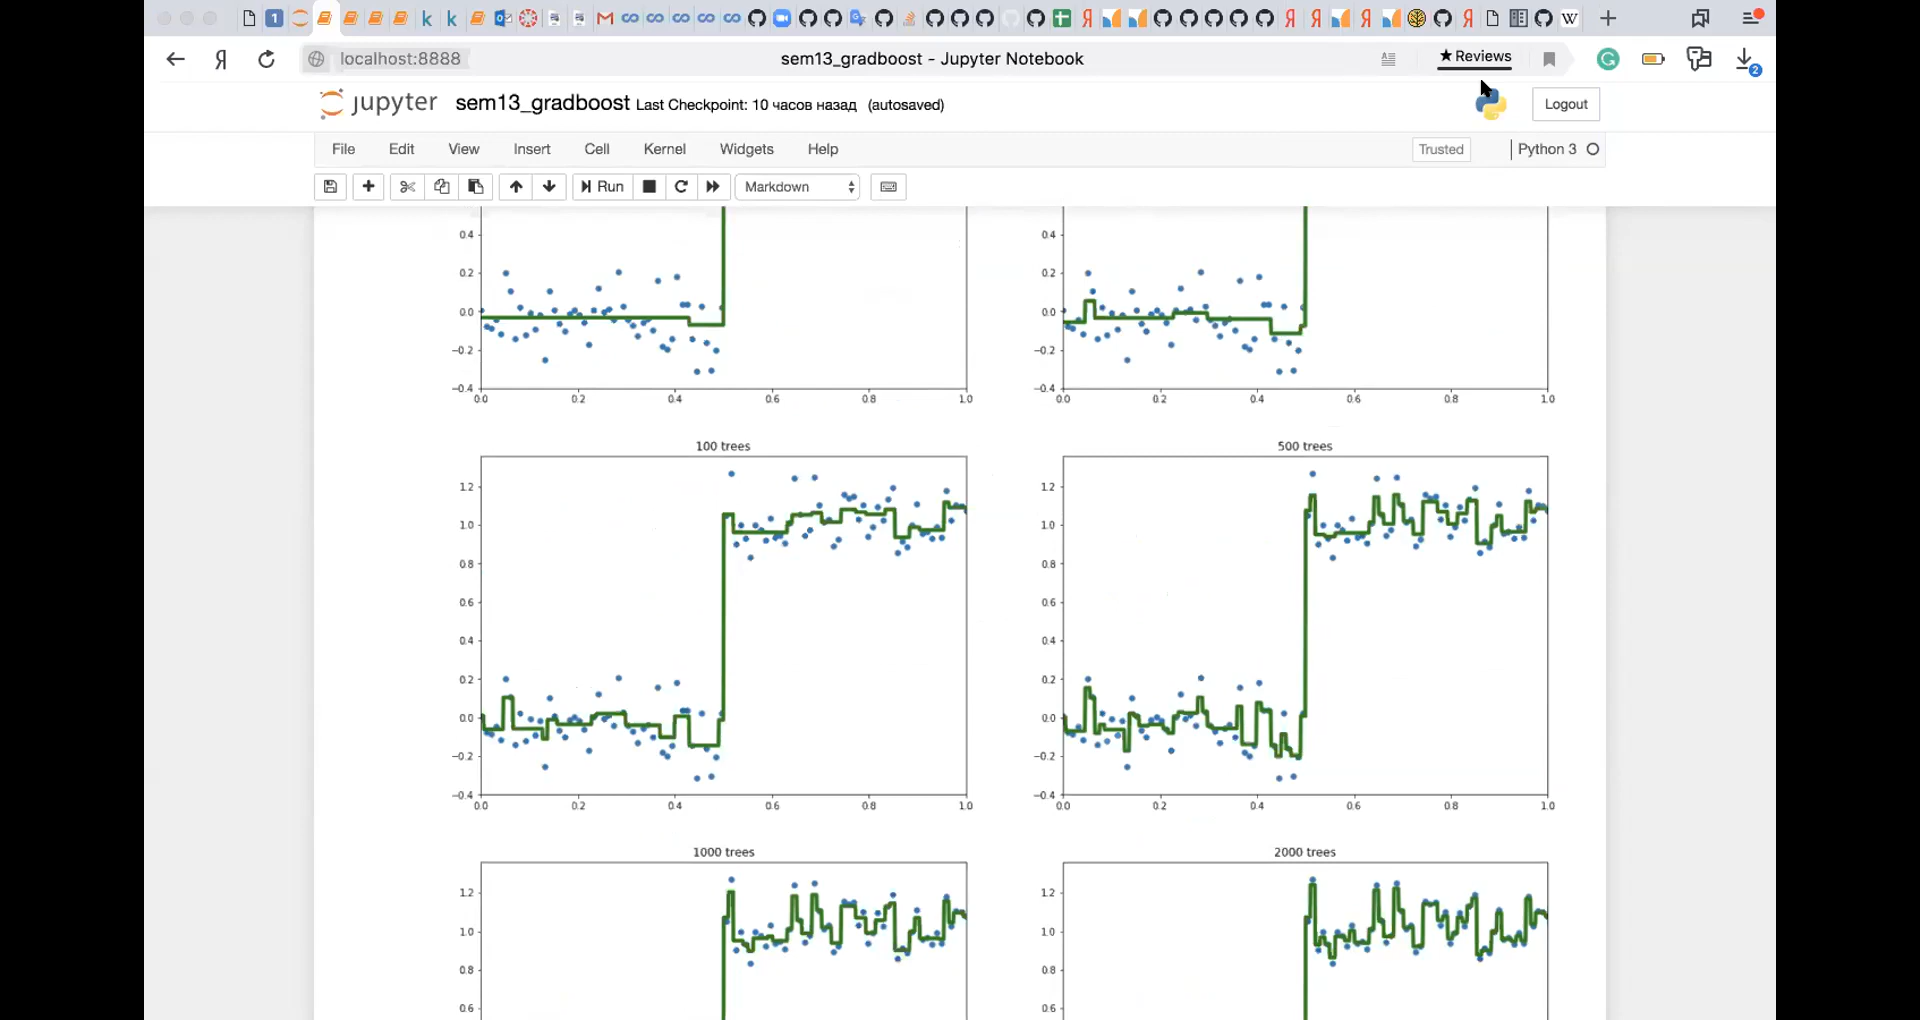 1
k k
Я Я Я Я Я W
Я localhost:8888 sem13_gradboost - Jupyter Notebook ★Reviews
2
jupyter sem13_gradboost Last Checkpoint: 10 часов назад (autosaved) Logout
File Edit View Insert Cell Kernel Widgets Help Trusted Python 3
Run Markdown
0.4
0.2
0.0
−0.2
−0.4
0.0 0.2 0.4 0.6 0.8 1.0
0.4
0.2
0.0
−0.2
−0.4
0.0 0.2 0.4 0.6 0.8 1.0
100 trees
1.2
1.0
0.8
0.6
0.4
0.2
0.0
−0.2
−0.4
0.0 0.2 0.4 0.6 0.8 1.0
500 trees
1.2
1.0
0.8
0.6
0.4
0.2
0.0
−0.2
−0.4
0.0 0.2 0.4 0.6 0.8 1.0
1000 trees
1.2
1.0
0.8
0.6
2000 trees
1.2
1.0
0.8
0.6